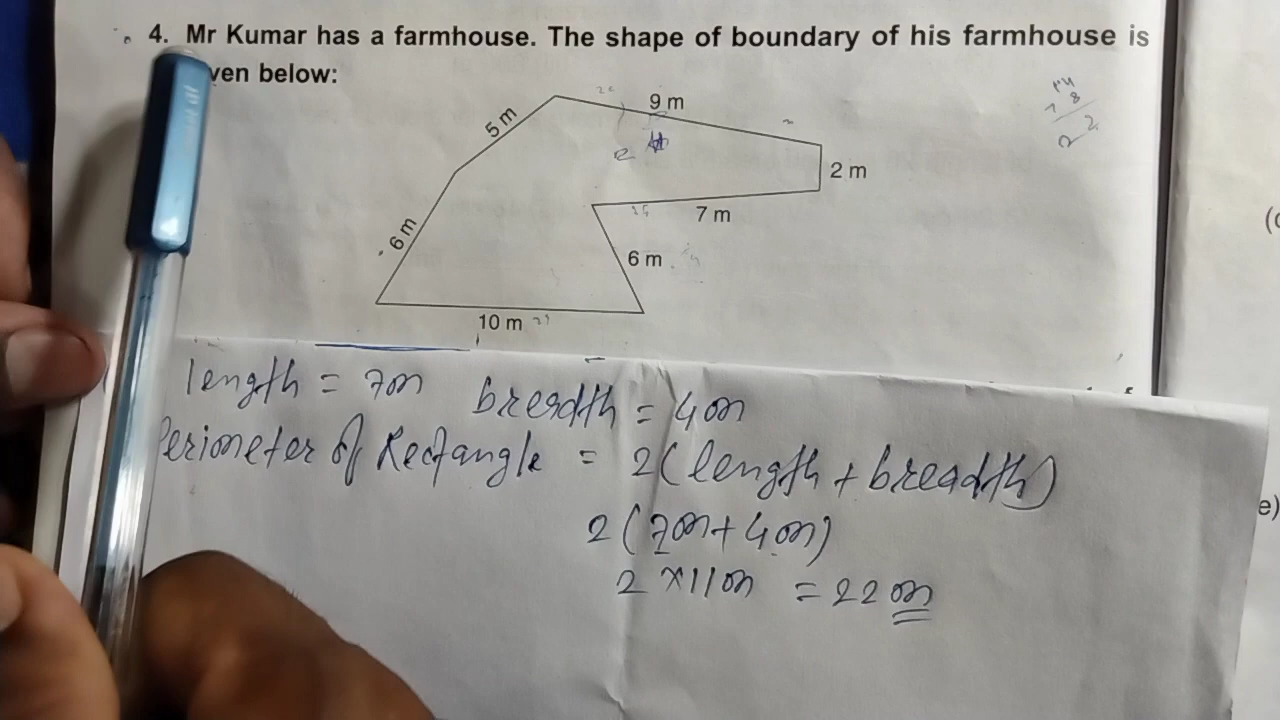 4. Mr Kumar has a farmhouse. The shape of boundary of his farmhouse is
ven below:
9 m
5 m
2 m
7 m
6 m
6 m
10 m
length = 7m breadth = 4m
Perimeter of Rectangle = 2(length + breadth)
2(7m+4m)
2 x 11m = 22m
e)